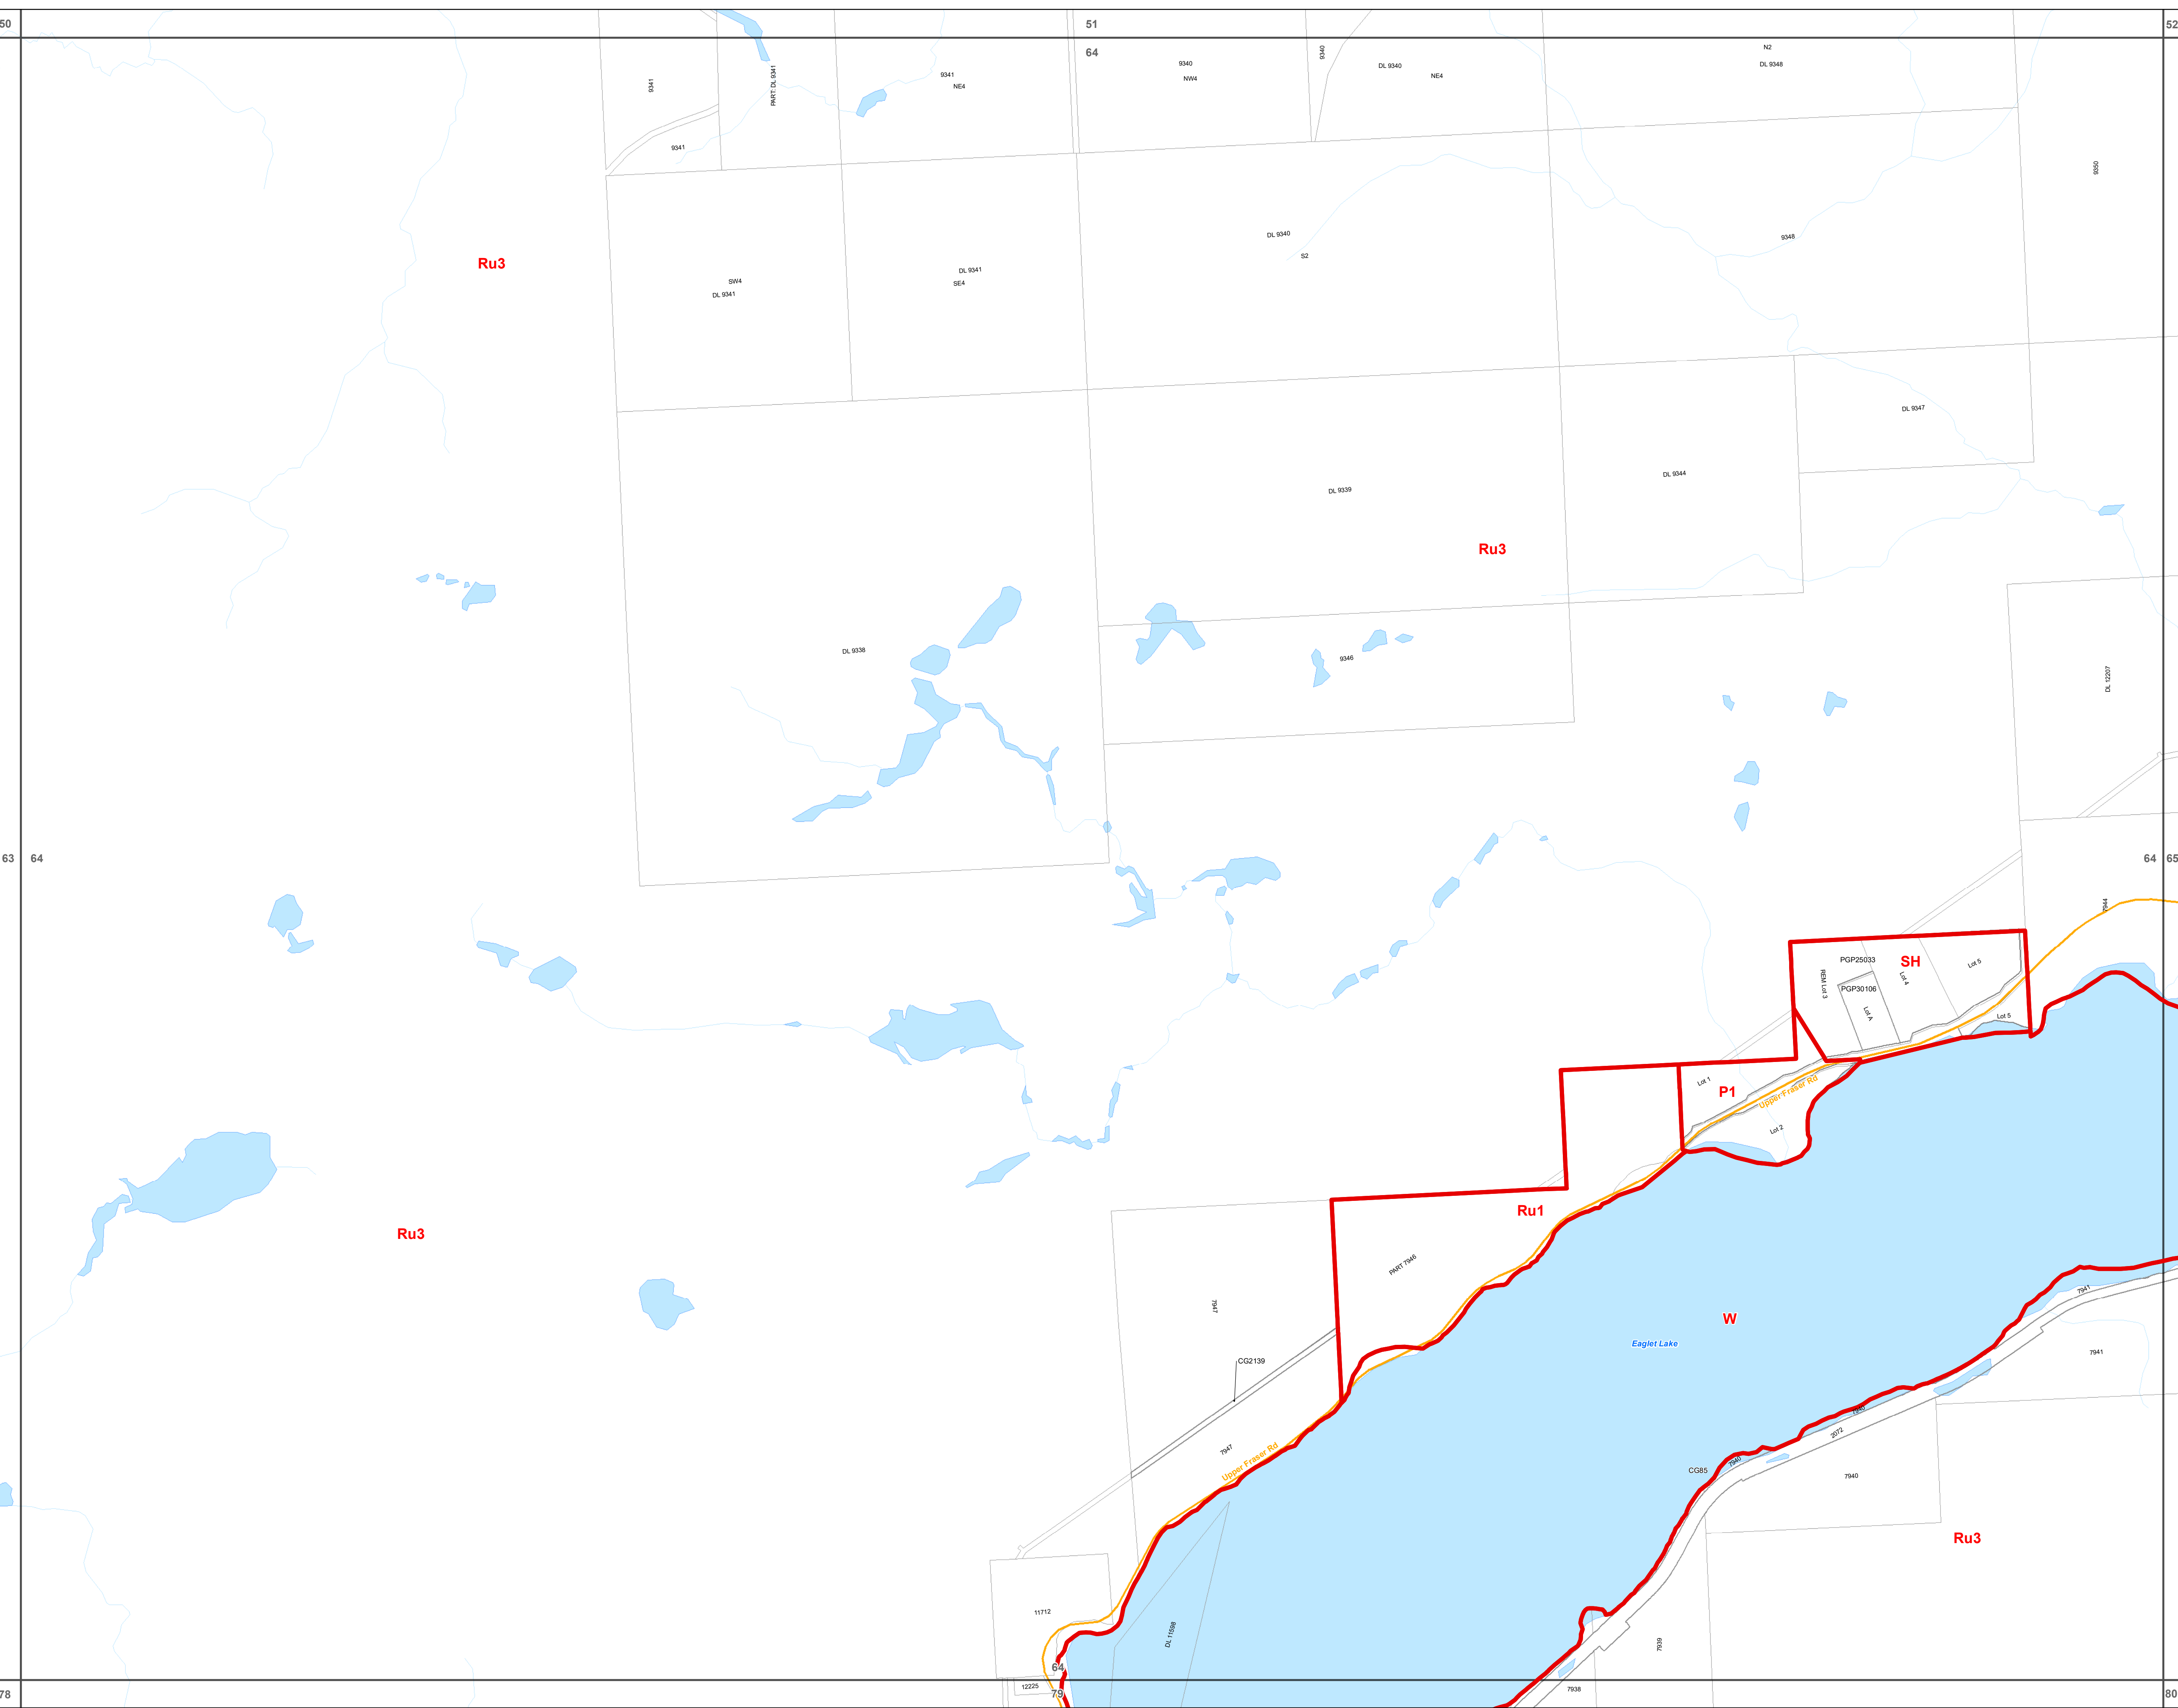 50
51
52
64
9341
PART: DL 9341
9341
NE4
9340
NW4
9340
DL 9340
NE4
N2
DL 9348
9341
9350
DL 9340
S2
9348
Ru3
SW4
DL 9341
DL 9341
SE4
DL 9347
DL 9344
DL 9339
Ru3
DL 9338
9346
DL 12207
63
64
64
65
7944
PGP25033
SH
Lot 5
REM Lot 3
Lot 4
PGP30106
Lot A
Lot 5
Lot 1
P1
Upper Fraser Rd
Lot 2
Ru1
Ru3
PART 7946
7947
W
Eaglet Lake
7941
7941
CG2139
7947
Upper Fraser Rd
2072
7940
CG85
7940
Ru3
11712
DL 11598
7939
64
12225
79
7938
78
80